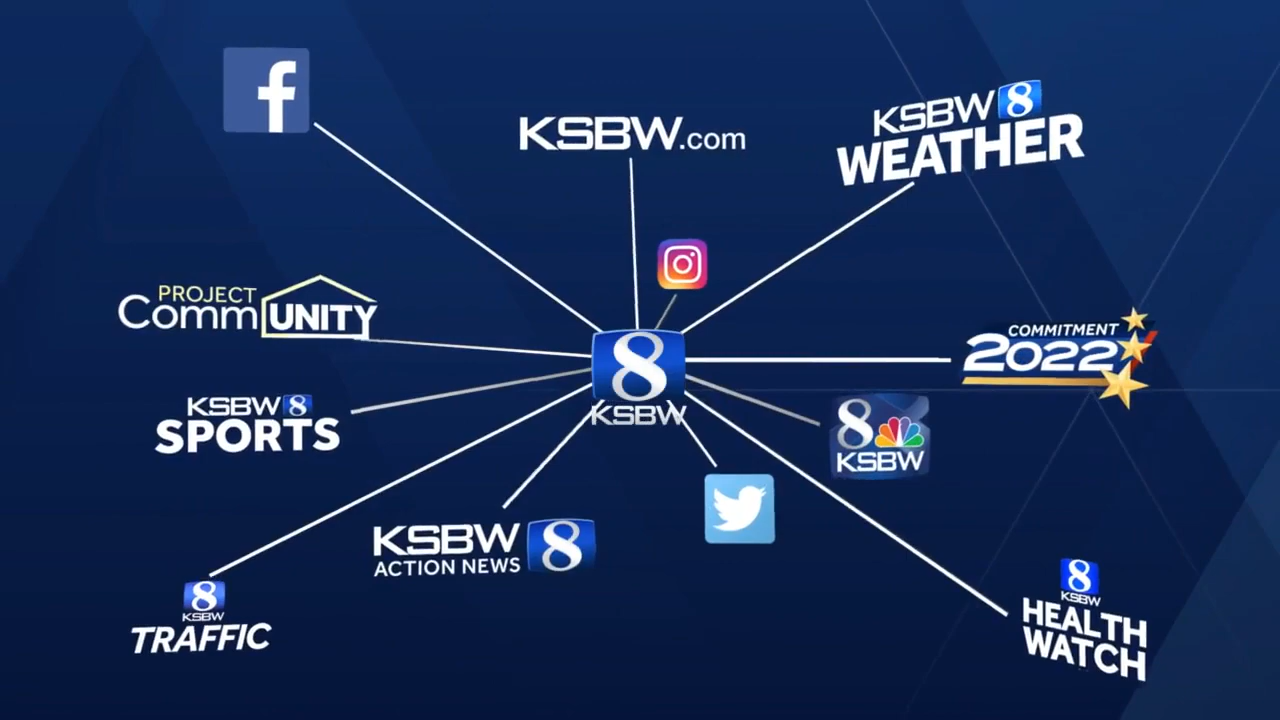 f
KSBW.com
KSBW 8
WEATHER
PROJECT
CommUNITY
COMMITMENT
2022
8
KSBW
KSBW 8
SPORTS
8
KSBW
KSBW 8
ACTION NEWS
8
KSBW
TRAFFIC
8
KSBW
HEALTH
WATCH